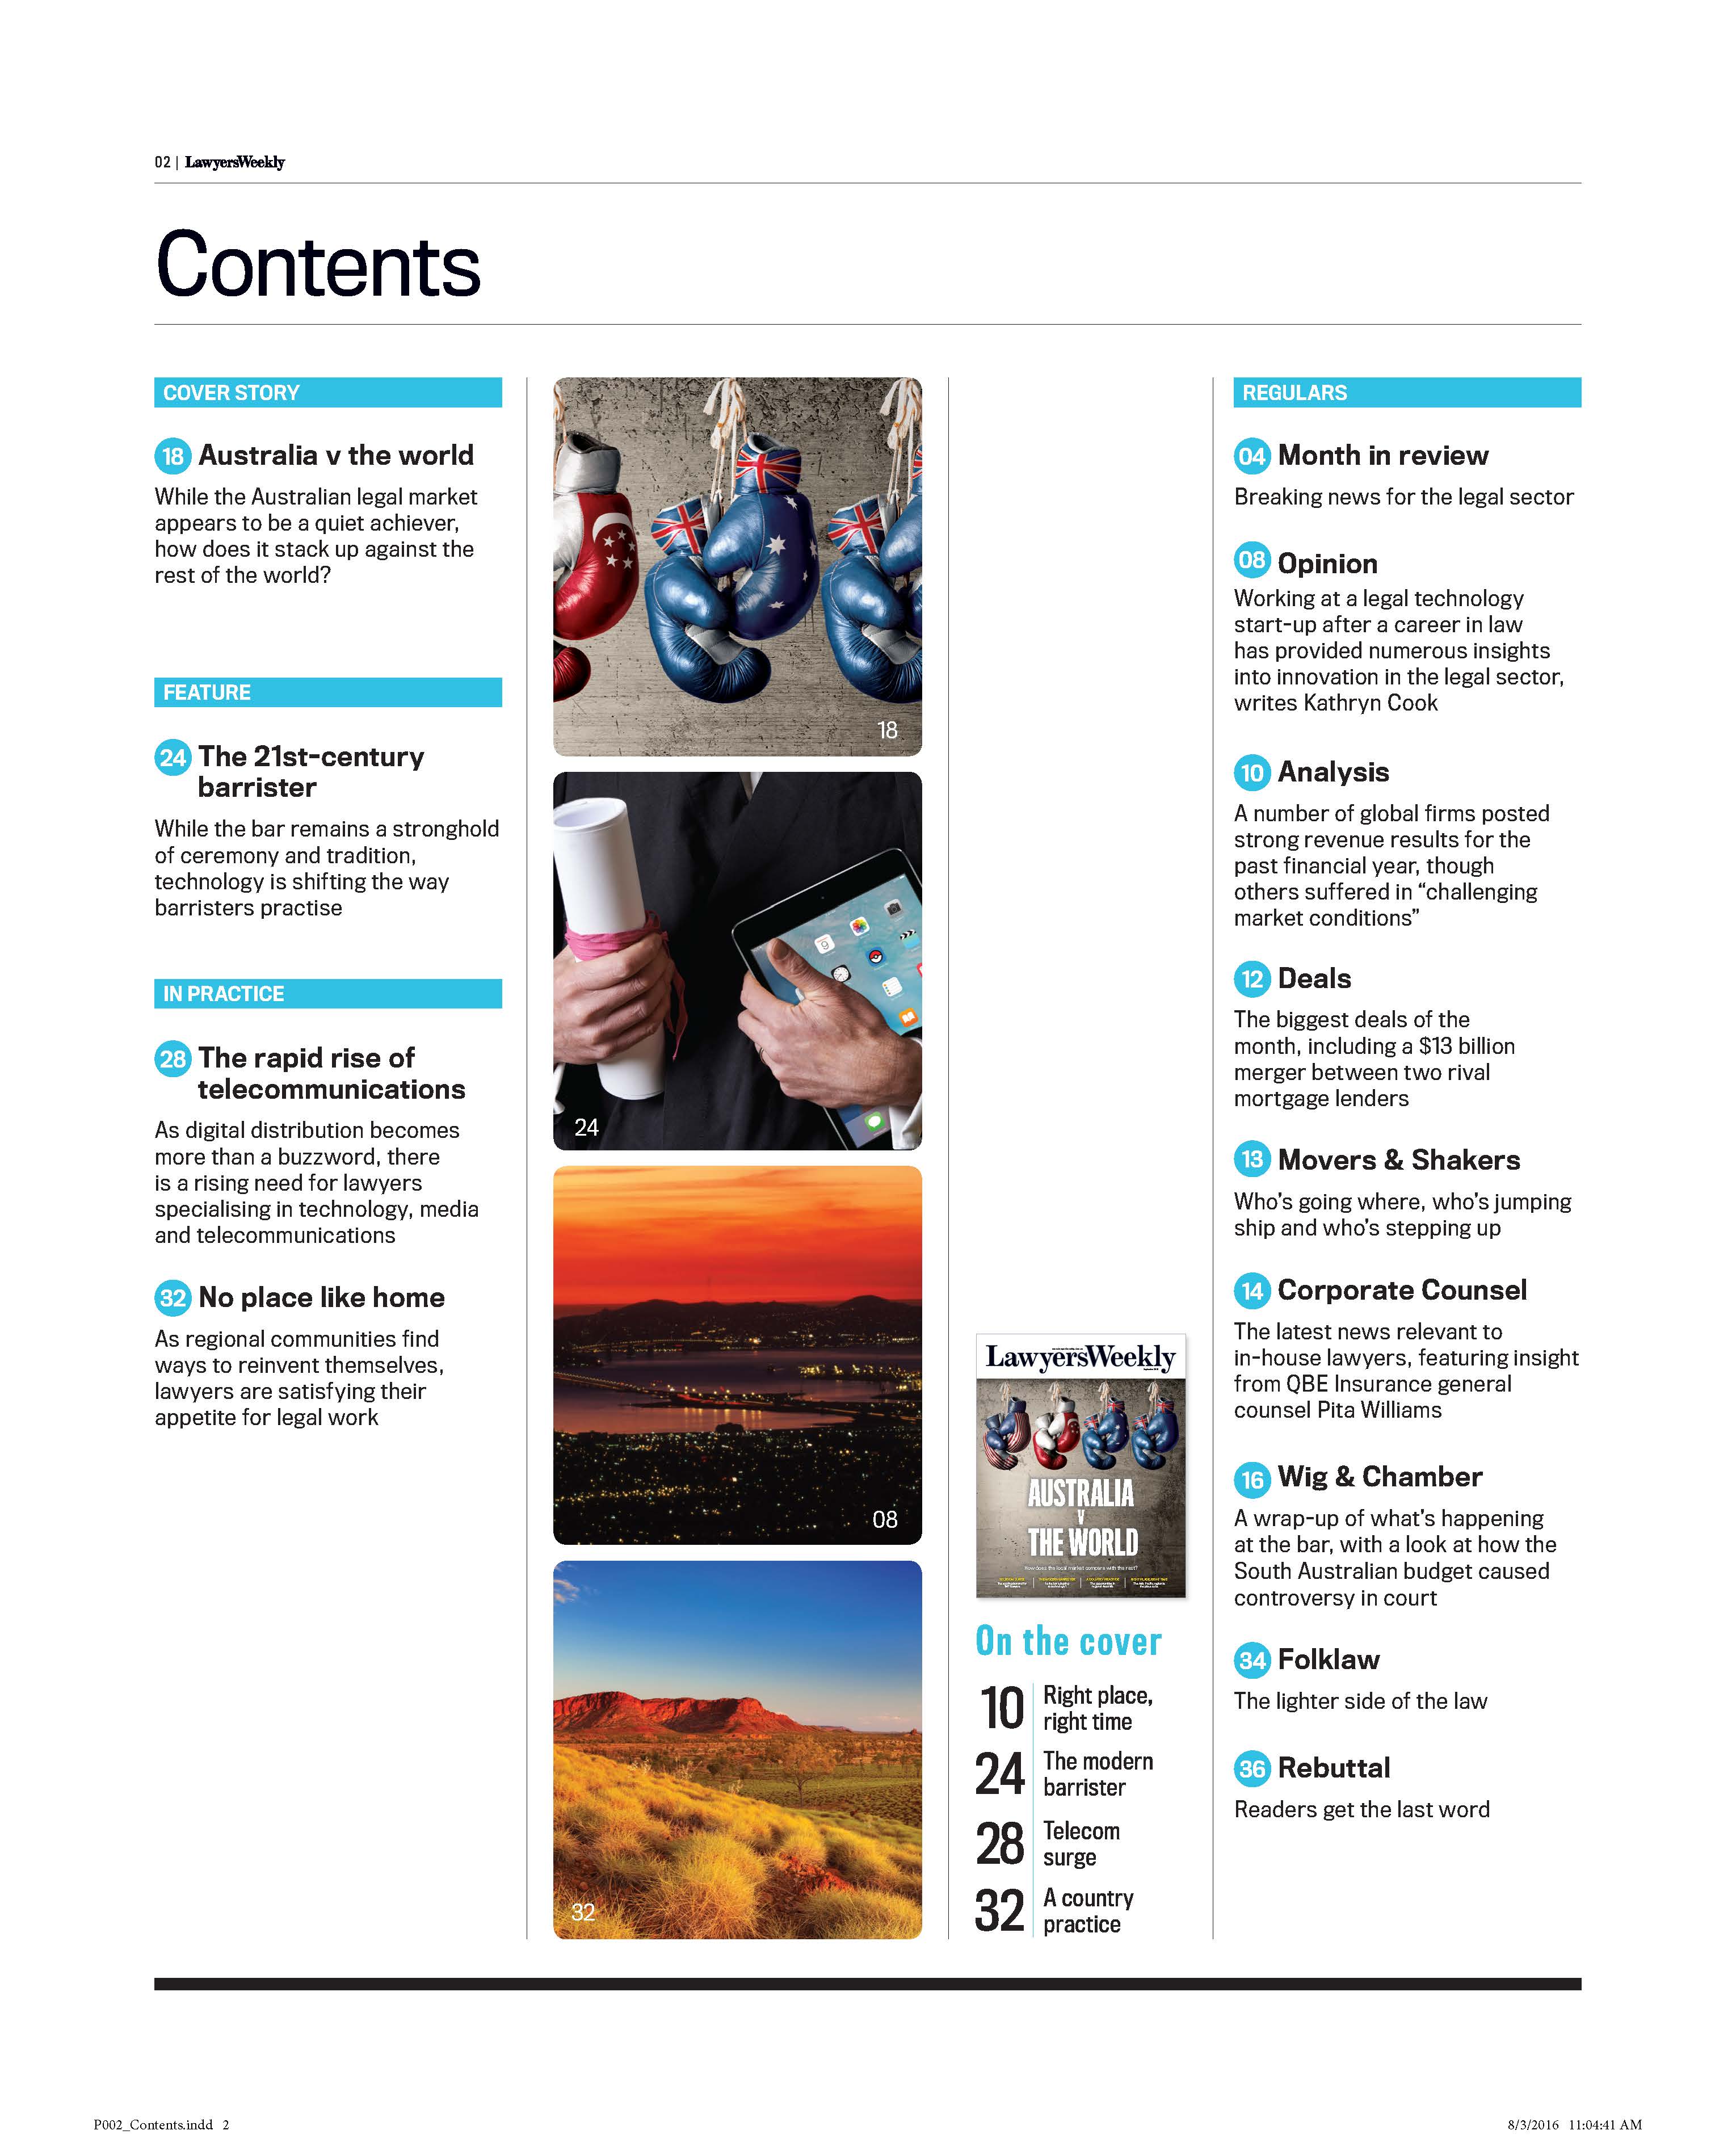 02 | LawyersWeekly
Contents
COVER STORY
18 Australia v the world
While the Australian legal market
appears to be a quiet achiever,
how does it stack up against the
rest of the world?
FEATURE
24 The 21st-century
barrister
While the bar remains a stronghold
of ceremony and tradition,
technology is shifting the way
barristers practise
IN PRACTICE
28 The rapid rise of
telecommunications
As digital distribution becomes
more than a buzzword, there
is a rising need for lawyers
specialising in technology, media
and telecommunications
32 No place like home
As regional communities find
ways to reinvent themselves,
lawyers are satisfying their
appetite for legal work
18
9
24
08
32
LawyersWeekly
AUSTRALIA
V
THE WORLD
How does the local market compare with the rest?
On the cover
10 Right place,
right time
24 The modern
barrister
28 Telecom
surge
32 A country
practice
REGULARS
04 Month in review
Breaking news for the legal sector
08 Opinion
Working at a legal technology
start-up after a career in law
has provided numerous insights
into innovation in the legal sector,
writes Kathryn Cook
10 Analysis
A number of global firms posted
strong revenue results for the
past financial year, though
others suffered in “challenging
market conditions”
12 Deals
The biggest deals of the
month, including a $13 billion
merger between two rival
mortgage lenders
13 Movers & Shakers
Who’s going where, who’s jumping
ship and who’s stepping up
14 Corporate Counsel
The latest news relevant to
in-house lawyers, featuring insight
from QBE Insurance general
counsel Pita Williams
16 Wig & Chamber
A wrap-up of what’s happening
at the bar, with a look at how the
South Australian budget caused
controversy in court
34 Folklaw
The lighter side of the law
36 Rebuttal
Readers get the last word
P002_Contents.indd 2
8/3/2016 11:04:41 AM